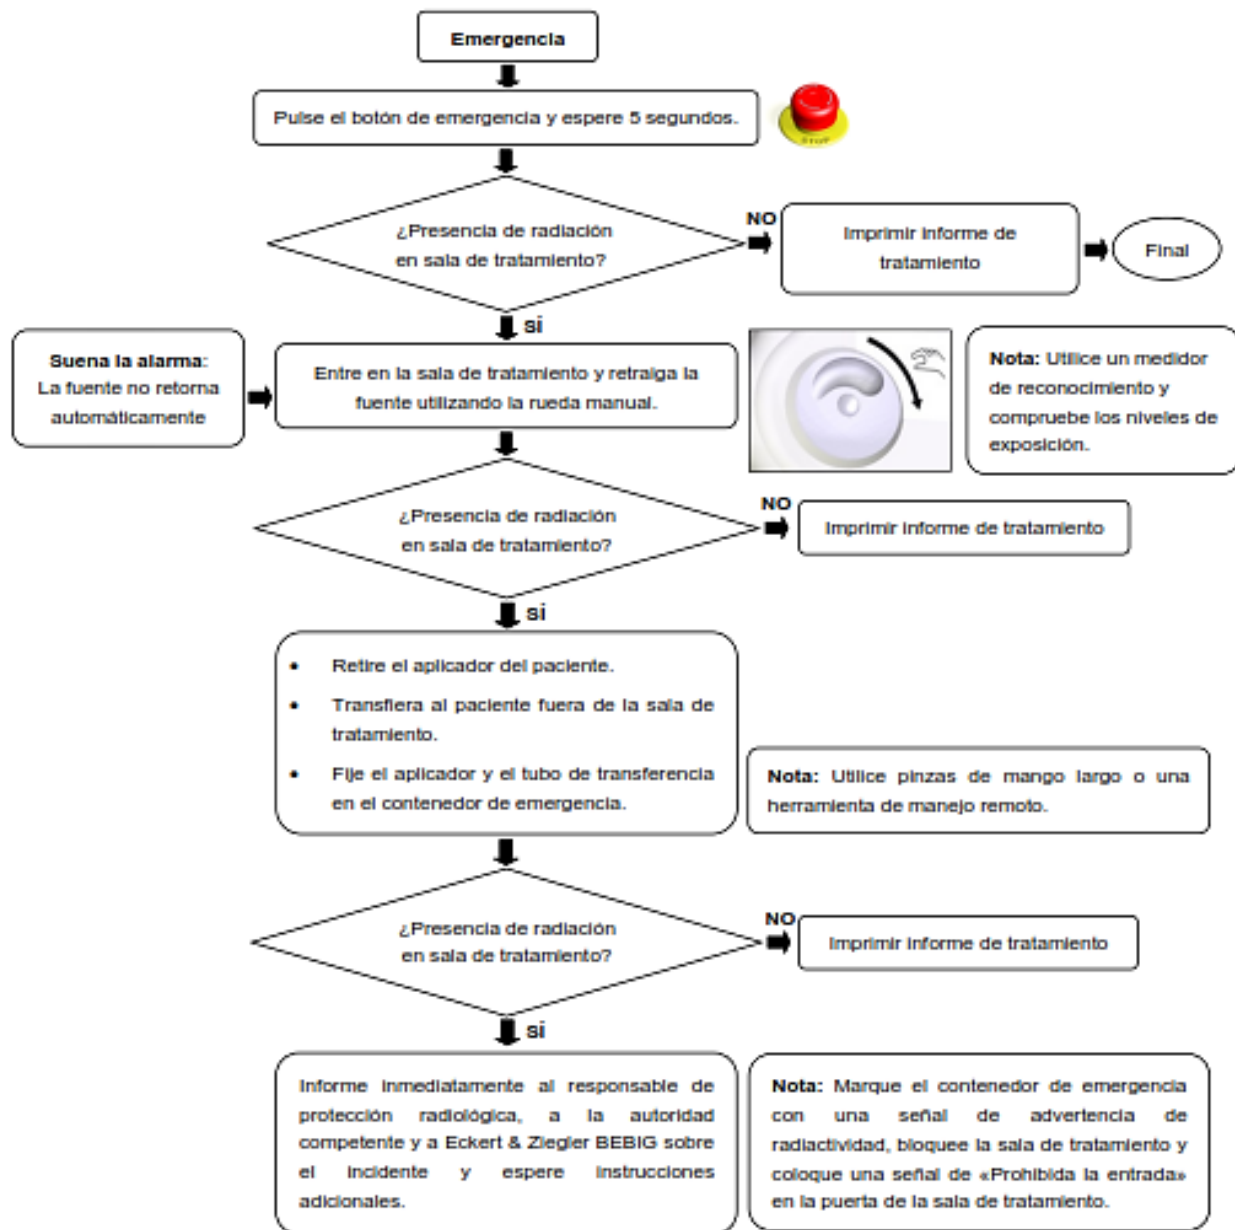 Emergencia
Pulse el botón de emergencia y espere 5 segundos.
STOP
¿Presencia de radiación
en sala de tratamiento?
NO
Imprimir informe de
tratamiento
Final
sí
Suena la alarma:
La fuente no retorna
automáticamente
Entre en la sala de tratamiento y retraiga la
fuente utilizando la rueda manual.
Nota: Utilice un medidor
de reconocimiento y
compruebe los niveles de
exposición.
¿Presencia de radiación
en sala de tratamiento?
NO
Imprimir informe de tratamiento
sí
• Retire el aplicador del paciente.
• Transfiera al paciente fuera de la sala de
tratamiento.
• Fije el aplicador y el tubo de transferencia
en el contenedor de emergencia.
Nota: Utilice pinzas de mango largo o una
herramienta de manejo remoto.
¿Presencia de radiación
en sala de tratamiento?
NO
Imprimir informe de tratamiento
sí
Informe inmediatamente al responsable de
protección radiológica, a la autoridad
competente y a Eckert & Ziegler BEBIG sobre
el incidente y espere instrucciones
adicionales.
Nota: Marque el contenedor de emergencia
con una señal de advertencia de
radiactividad, bloquee la sala de tratamiento y
coloque una señal de «Prohibida la entrada»
en la puerta de la sala de tratamiento.